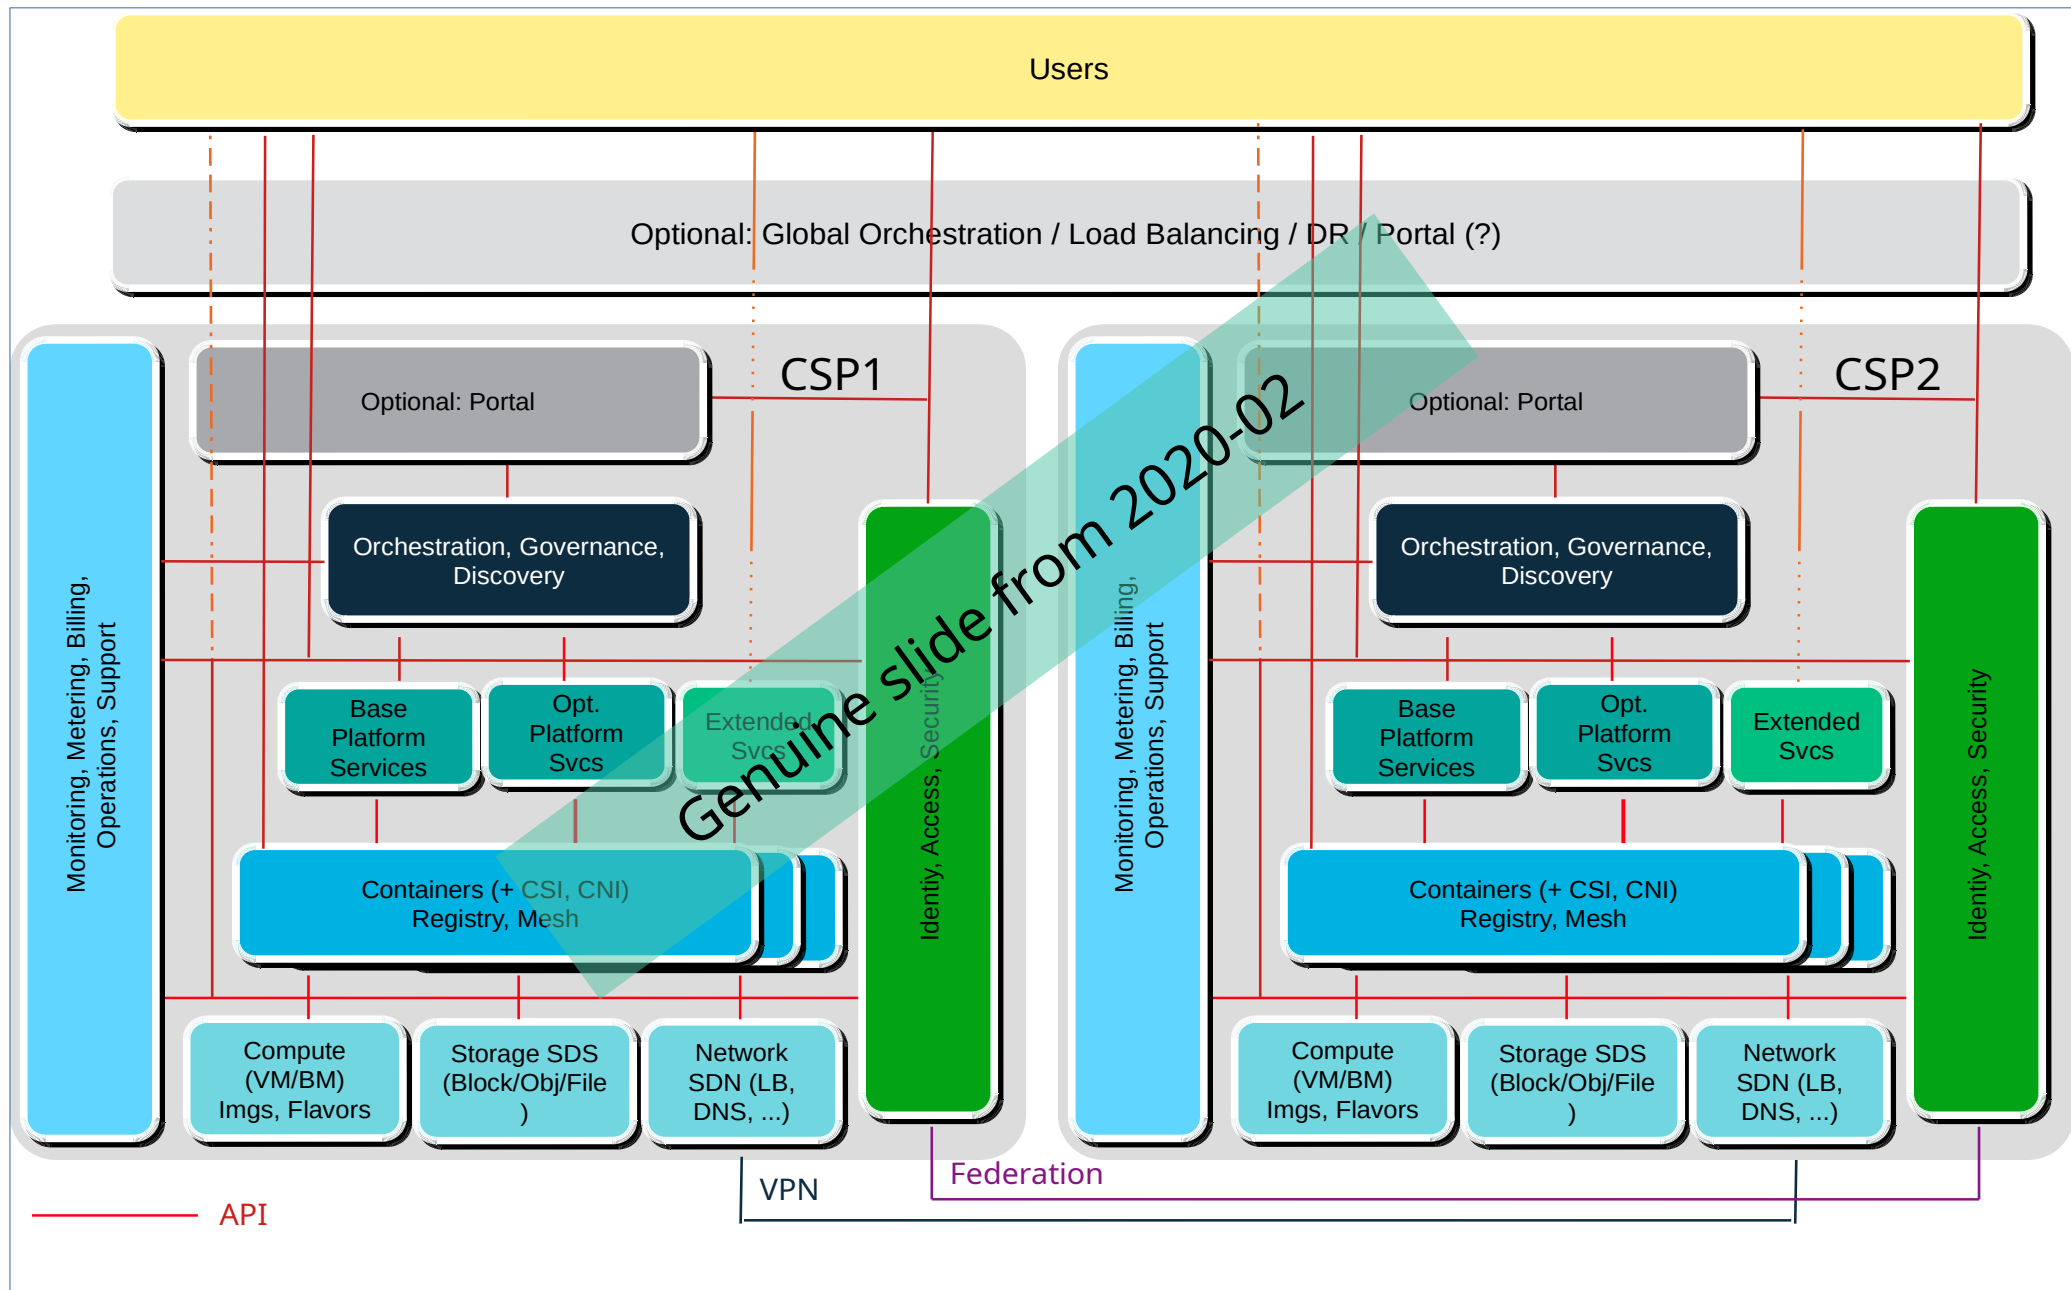 Users
Optional: Global Orchestration / Load Balancing / DR / Portal (?)
CSP1
Optional: Portal
Orchestration, Governance,
Discovery
Monitoring, Metering, Billing,
Operations, Support
Base
Platform
Services
Opt.
Platform
Svcs
Extended
Svcs
Identiy, Access, Security
Containers (+ CSI, CNI)
Registry, Mesh
Compute
(VM/BM)
Imgs, Flavors
Storage SDS
(Block/Obj/File
)
Network
SDN (LB,
DNS, ...)
Genuine slide from 2020-02
CSP2
Optional: Portal
Orchestration, Governance,
Discovery
Monitoring, Metering, Billing,
Operations, Support
Base
Platform
Services
Opt.
Platform
Svcs
Extended
Svcs
Identiy, Access, Security
Containers (+ CSI, CNI)
Registry, Mesh
Compute
(VM/BM)
Imgs, Flavors
Storage SDS
(Block/Obj/File
)
Network
SDN (LB,
DNS, ...)
Federation
VPN
API